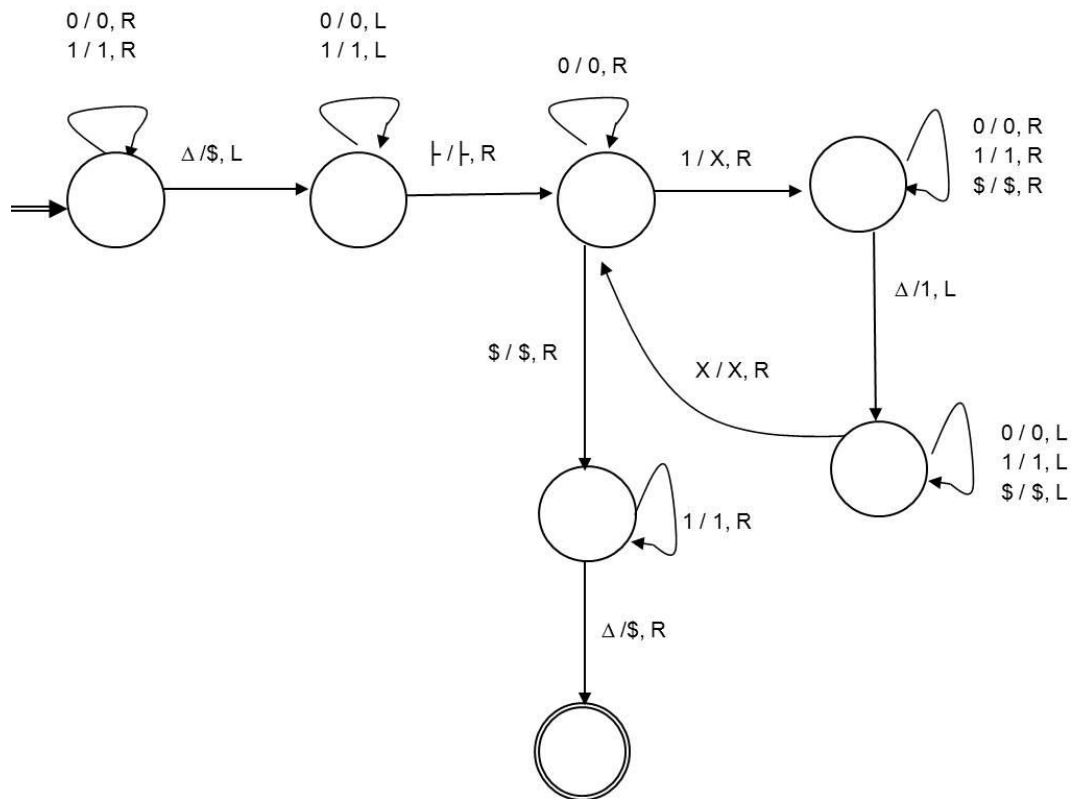 0 / 0, R
1 / 1, R
0 / 0, L
1 / 1, L
0 / 0, R
Δ /$, L
├ / ├, R
1 / X, R
0 / 0, R
1 / 1, R
$ / $, R
Δ /1, L
$ / $, R
X / X, R
0 / 0, L
1 / 1, L
$ / $, L
1 / 1, R
Δ /$, R